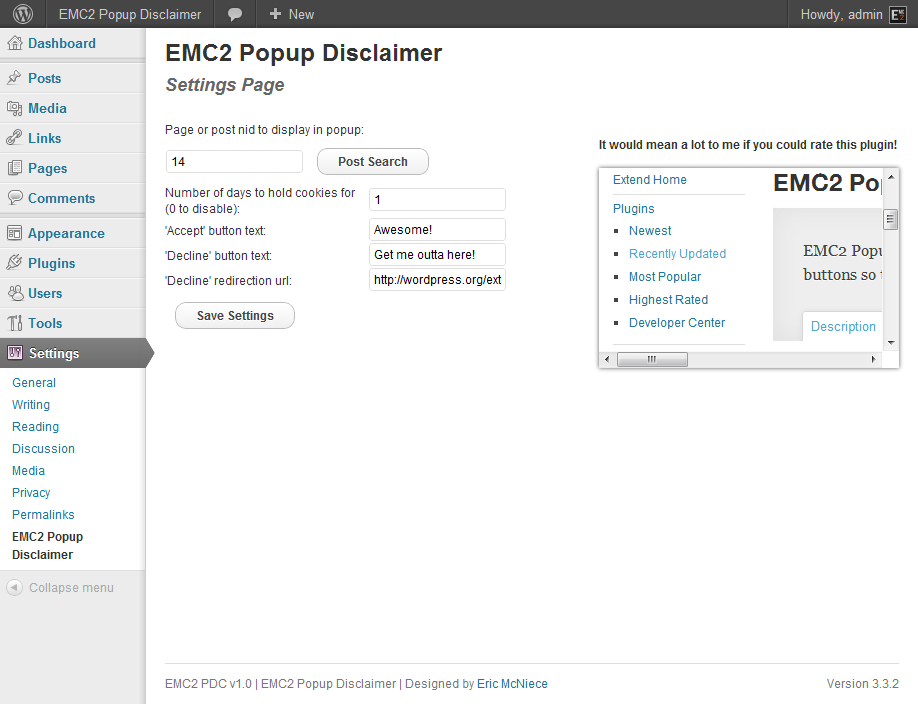 EMC2 Popup Disclaimer
New
Howdy, admin
Dashboard
Posts
Media
Links
Pages
Comments
Appearance
Plugins
Users
Tools
Settings
General
Writing
Reading
Discussion
Media
Privacy
Permalinks
EMC2 Popup
Disclaimer
Collapse menu
EMC2 Popup Disclaimer
Settings Page
Page or post nid to display in popup:
14
Post Search
Number of days to hold cookies for
(0 to disable):
1
'Accept' button text:
Awesome!
'Decline' button text:
Get me outta here!
'Decline' redirection url:
http://wordpress.org/ext
Save Settings
It would mean a lot to me if you could rate this plugin!
Extend Home
Plugins
Newest
Recently Updated
Most Popular
Highest Rated
Developer Center
EMC2 Po
EMC2 Popu
buttons so
Description
EMC2 PDC v1.0 | EMC2 Popup Disclaimer | Designed by Eric McNiece
Version 3.3.2